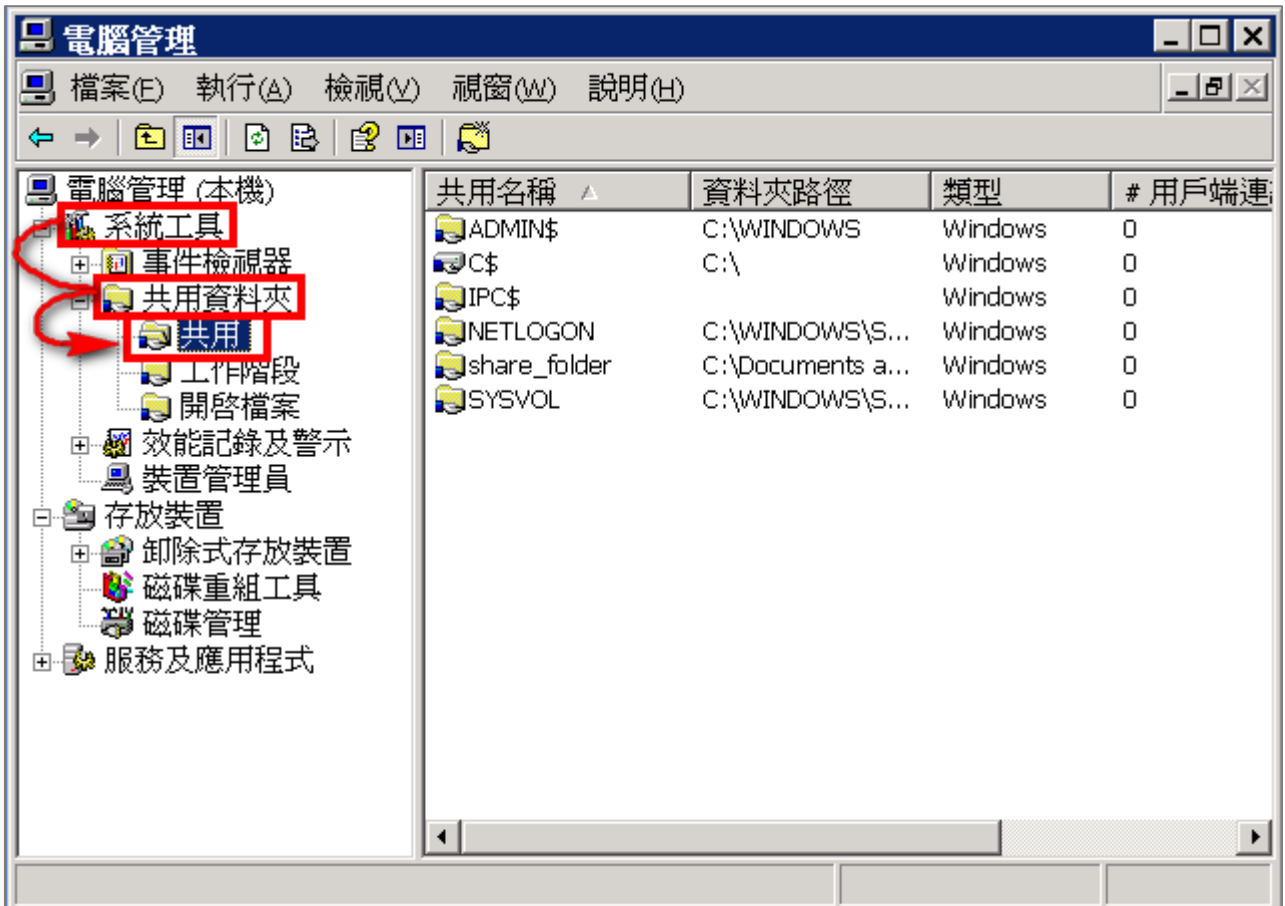 電腦管理
檔案(F) 執行(A) 檢視(V) 視窗(W) 說明(H)
電腦管理 (本機)
系統工具
事件檢視器
共用資料夾
共用
工作階段
開啓檔案
效能記錄及警示
裝置管理員
存放裝置
卸除式存放裝置
磁碟重組工具
磁碟管理
服務及應用程式
共用名稱 資料夾路徑 類型 # 用戶端連
ADMIN$ C:\WINDOWS Windows 0
C$ C:\ Windows 0
IPC$ Windows 0
NETLOGON C:\WINDOWS\S... Windows 0
share_folder C:\Documents a... Windows 0
SYSVOL C:\WINDOWS\S... Windows 0